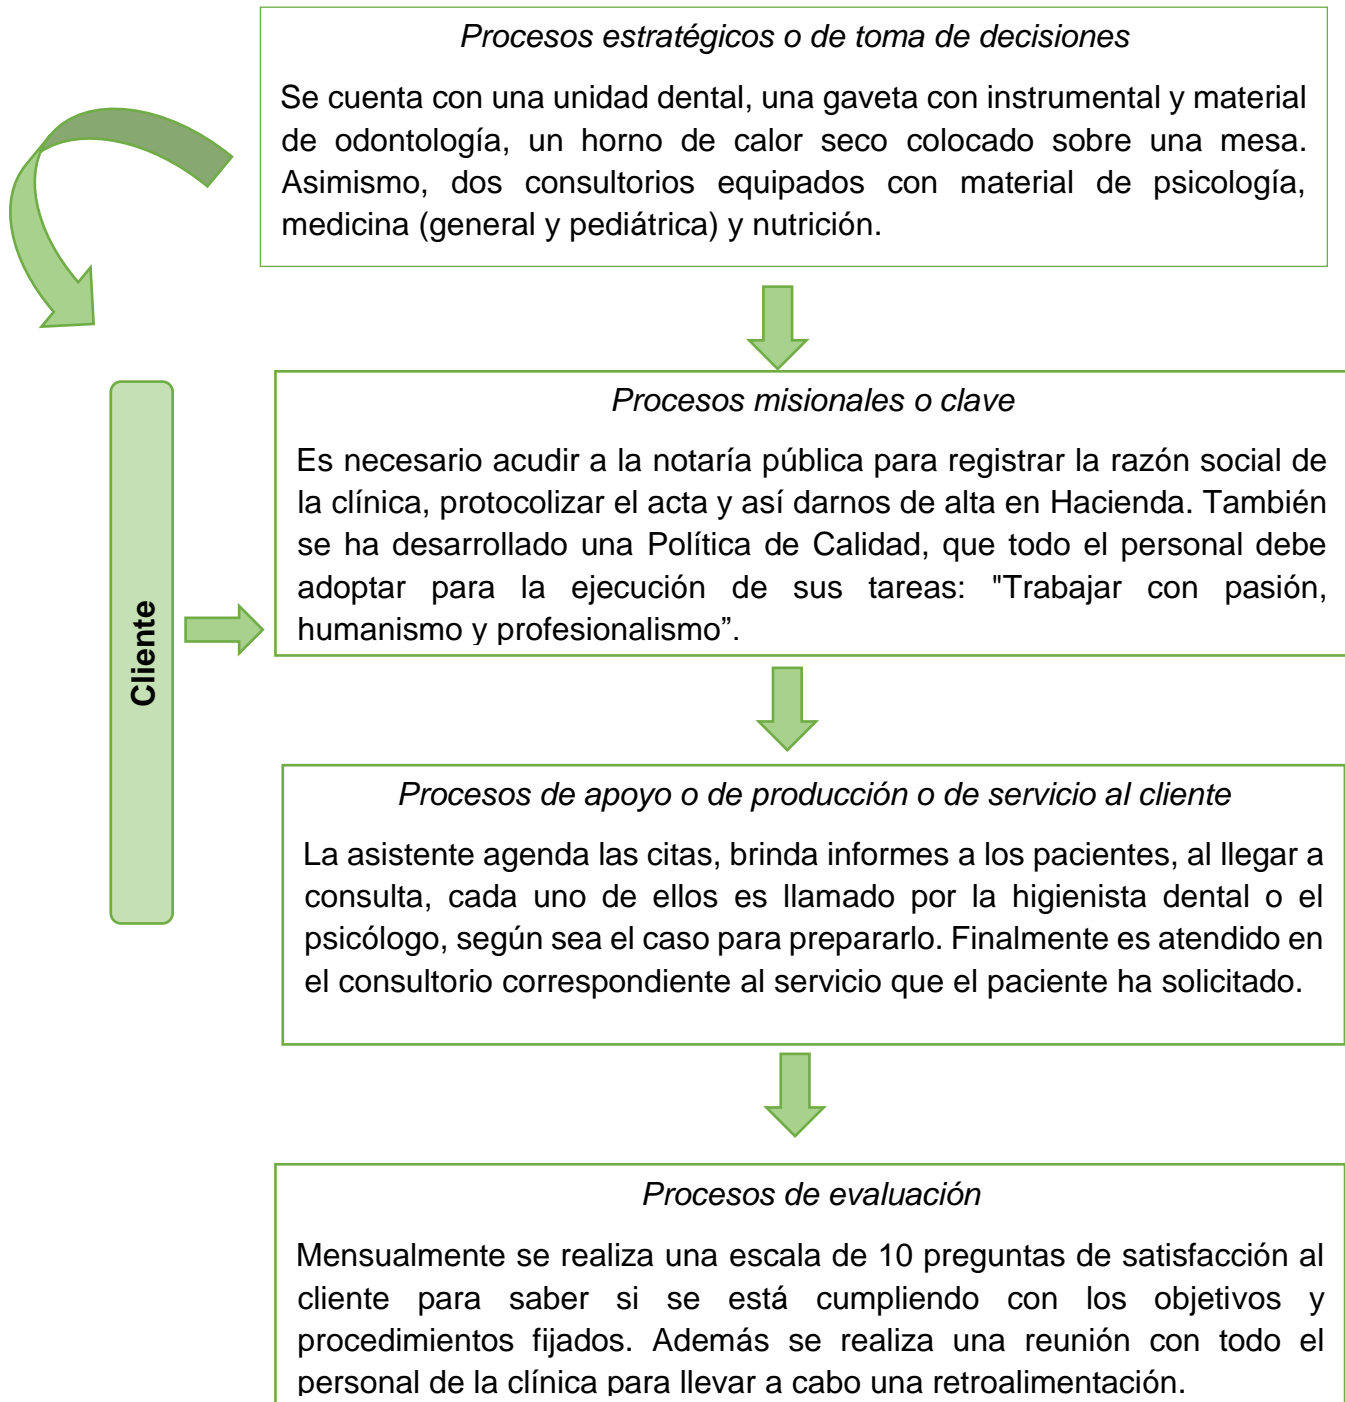 Procesos estratégicos o de toma de decisiones
Se cuenta con una unidad dental, una gaveta con instrumental y material
de odontología, un horno de calor seco colocado sobre una mesa.
Asimismo, dos consultorios equipados con material de psicología,
medicina (general y pediátrica) y nutrición.
Procesos misionales o clave
Es necesario acudir a la notaría pública para registrar la razón social de
la clínica, protocolizar el acta y así darnos de alta en Hacienda. También
se ha desarrollado una Política de Calidad, que todo el personal debe
adoptar para la ejecución de sus tareas: "Trabajar con pasión,
humanismo y profesionalismo”.
Cliente
Procesos de apoyo o de producción o de servicio al cliente
La asistente agenda las citas, brinda informes a los pacientes, al llegar a
consulta, cada uno de ellos es llamado por la higienista dental o el
psicólogo, según sea el caso para prepararlo. Finalmente es atendido en
el consultorio correspondiente al servicio que el paciente ha solicitado.
Procesos de evaluación
Mensualmente se realiza una escala de 10 preguntas de satisfacción al
cliente para saber si se está cumpliendo con los objetivos y
procedimientos fijados. Además se realiza una reunión con todo el
personal de la clínica para llevar a cabo una retroalimentación.